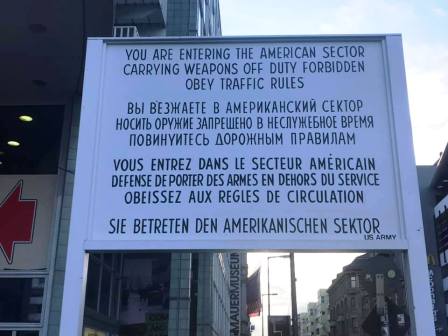 YOU ARE ENTERING THE AMERICAN SECTOR
CARRYING WEAPONS OFF DUTY FORBIDDEN
OBEY TRAFFIC RULES
ВЫ ВЕЗЖАЕТЕ В АМЕРИКАНСКИЙ СЕКТОР
НОСИТЬ ОРУЖИЕ ЗАПРЕЩЕНО В НЕСЛУЖЕБНОЕ ВРЕМЯ
ПОВИНУИТЕСЬ ДОРОЖНЫМ ПРАВИЛАМ
VOUS ENTREZ DANS LE SECTEUR AMÉRICAIN
DEFENSE DE PORTER DES ARMES EN DEHORS DU SERVICE
OBEISSEZ AUX REGLES DE CIRCULATION
SIE BETRETEN DEN AMERIKANISCHEN SEKTOR
US ARMY
MAUERMUSEUM